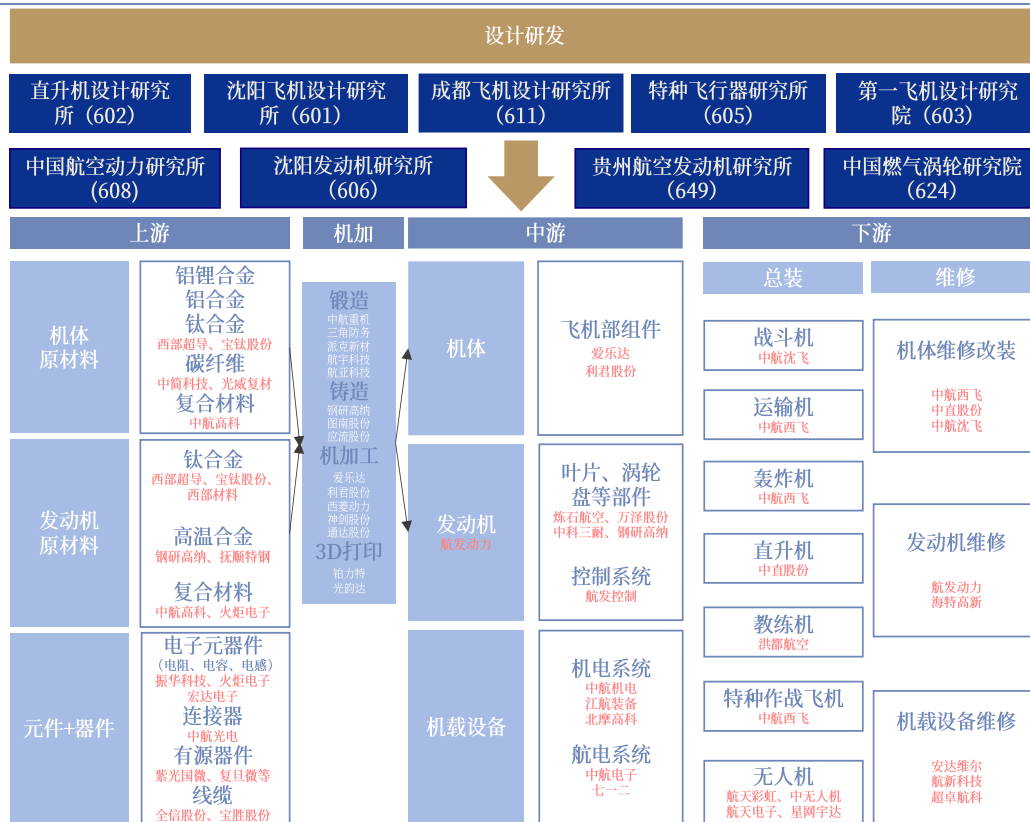 设计研发
直升机设计研究
所（602）
沈阳飞机设计研究
所（601）
成都飞机设计研究所
（611）
特种飞行器研究所
（605）
第一飞机设计研究
院（603）
中国航空动力研究所
(608)
沈阳发动机研究所
（606）
贵州航空发动机研究所
（649）
中国燃气涡轮研究院
（624）
上游
机加
中游
下游
机体
原材料
铝锂合金
铝合金
钛合金
西部超导、宝钛股份
碳纤维
中简科技、光威复材
复合材料
中航高科
发动机
原材料
钛合金
西部超导、宝钛股份、
西部材料
高温合金
钢研高纳、抚顺特钢
复合材料
中航高科、火炬电子
元件+器件
电子元器件
（电阻、电容、电感）
振华科技、火炬电子
宏达电子
连接器
中航光电
有源器件
紫光国微、复旦微等
线缆
全信股份、宝胜股份
锻造
中航重机
三角防务
派克新材
航宇科技
航亚科技
铸造
钢研高纳
图南股份
应流股份
机加工
爱乐达
利君股份
西菱动力
神剑股份
通达股份
3D打印
铂力特
光韵达
机体
飞机部组件
爱乐达
利君股份
发动机
航发动力
叶片、涡轮
盘等部件
炼石航空、万泽股份
中科三耐、钢研高纳
控制系统
航发控制
机载设备
机电系统
中航机电
江航装备
北摩高科
航电系统
中航电子
七一二
总装
战斗机
中航沈飞
运输机
中航西飞
轰炸机
中航西飞
直升机
中直股份
教练机
洪都航空
特种作战飞机
中航西飞
无人机
航天彩虹、中无人机
航天电子、星网宇达
维修
机体维修改装
中航西飞
中直股份
中航沈飞
发动机维修
航发动力
海特高新
机载设备维修
安达维尔
航新科技
超卓航科